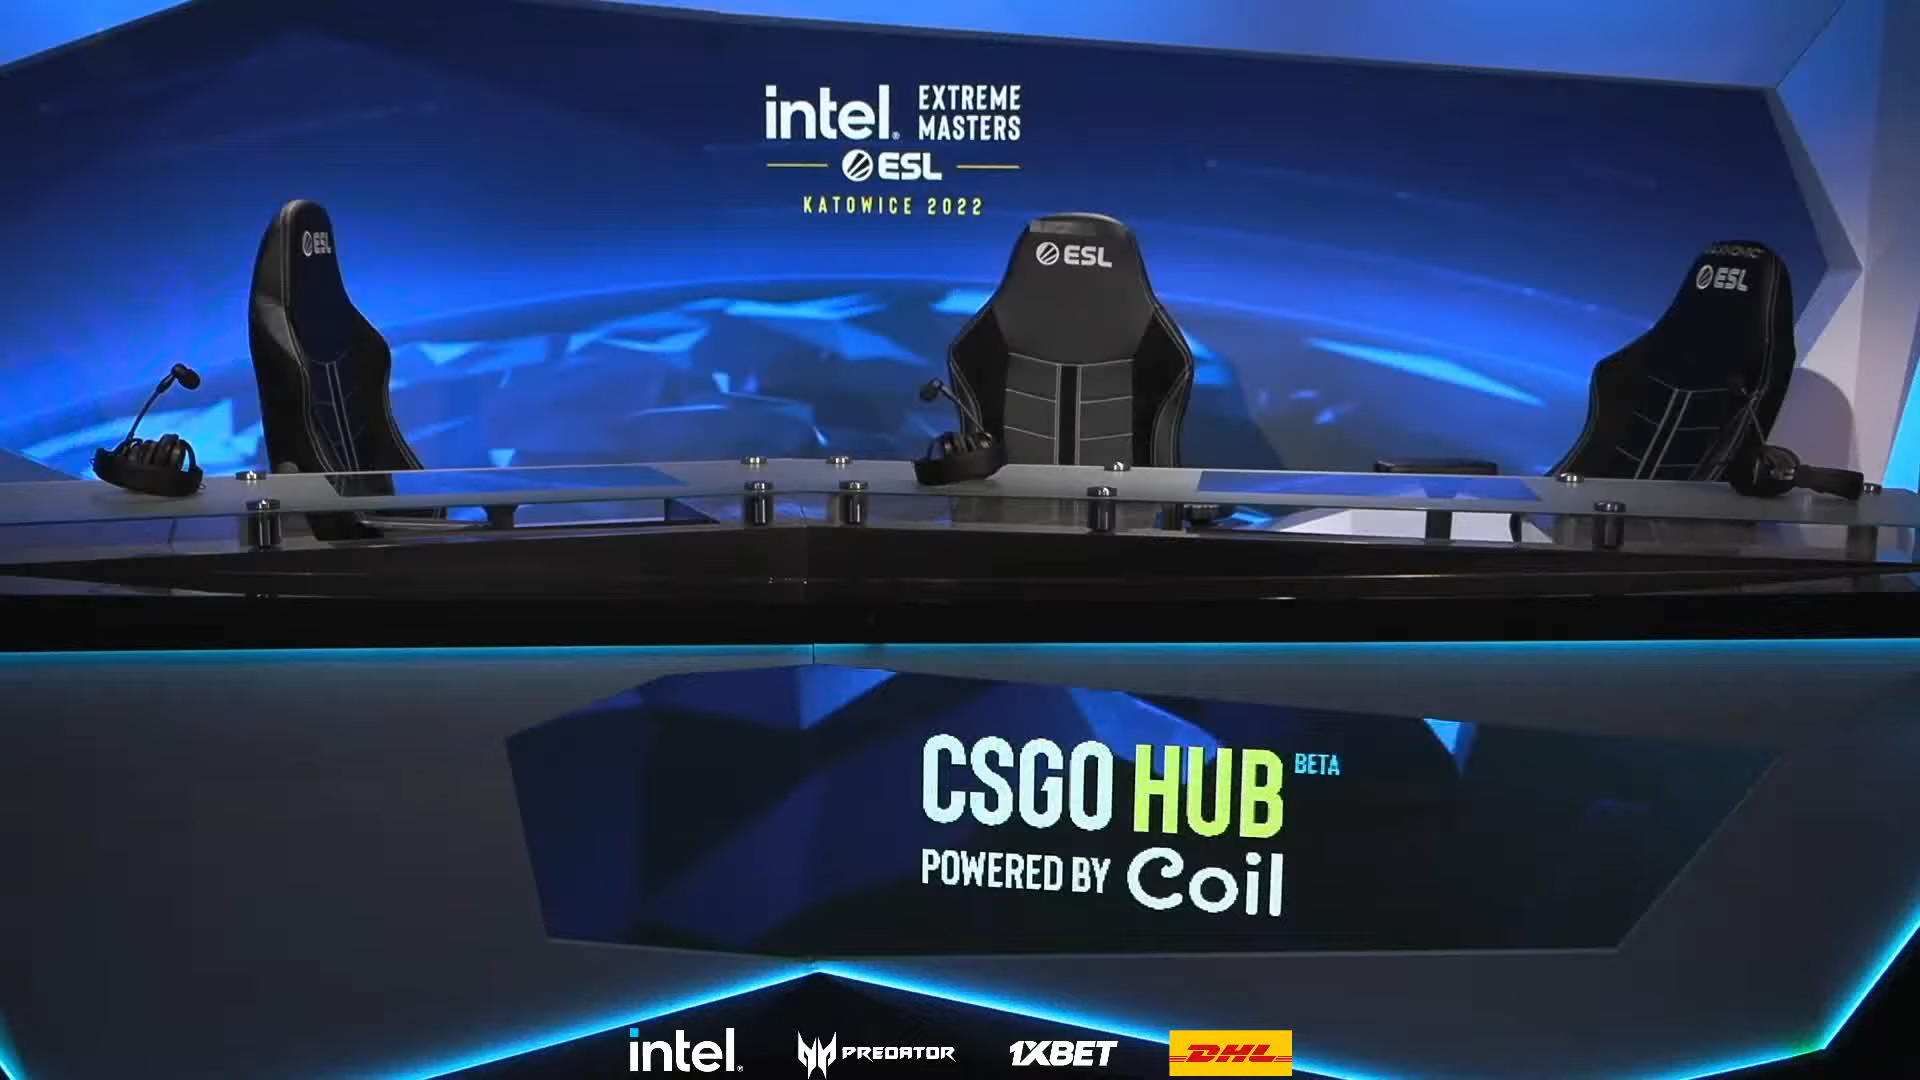 intel. EXTREME
MASTERS
ESL
KATOWICE 2022
ESL
ESL
ESL
CSGO HUB BETA
POWERED BY Coil
intel. PREDATOR 1XBET DHL